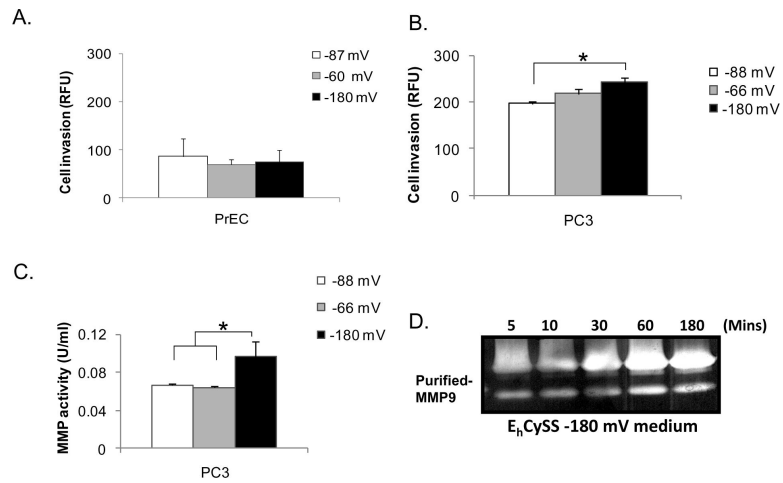 A.
Cell invasion (RFU)
300
200
100
0
PrEC
-87 mV
-60 mV
-180 mV
B.
Cell invasion (RFU)
300
200
100
0
*
PC3
-88 mV
-66 mV
-180 mV
C.
MMP activity (U/ml)
0.12
0.08
0.04
0
*
PC3
-88 mV
-66 mV
-180 mV
D.
5 10 30 60 180 (Mins)
Purified-
MMP9
EhCySS -180 mV medium